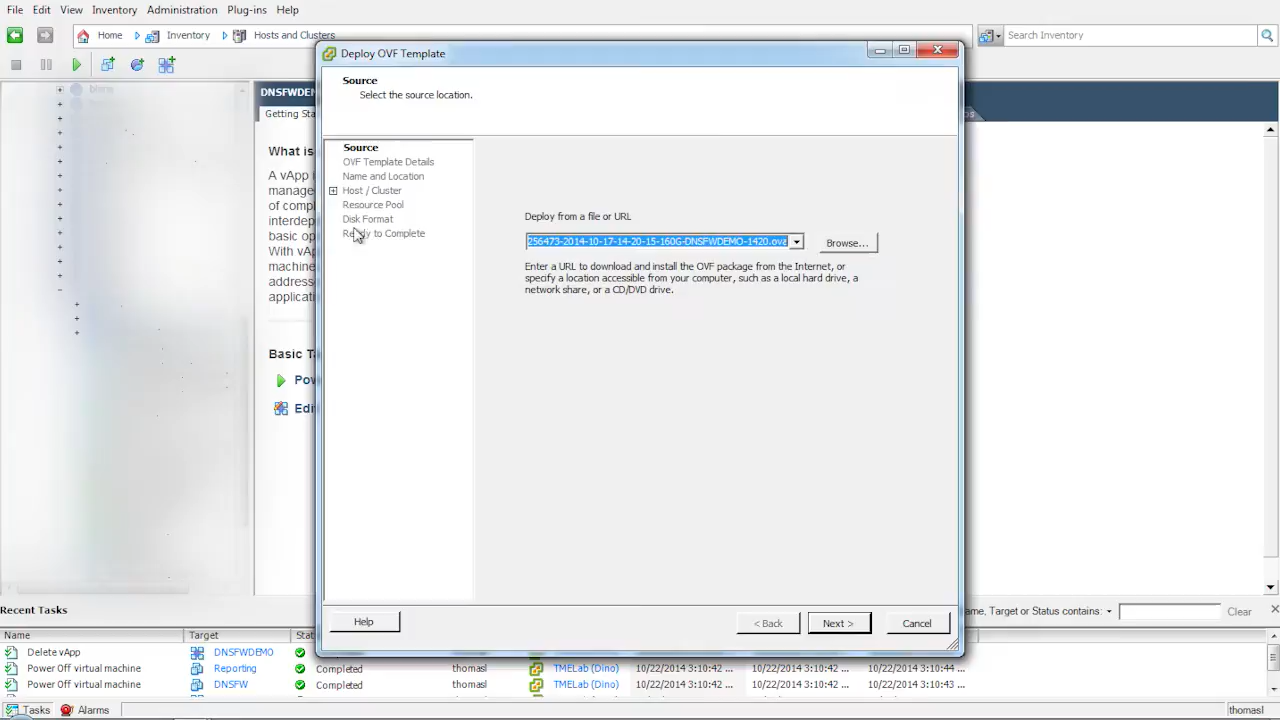 File Edit View Inventory Administration Plug-ins Help
Home Inventory Hosts and Clusters Search Inventory
Deploy OVF Template
Source
Select the source location.
DNSFWDEM
Getting Sta
What is
A vApp i
manage
of compl
interdep
basic op
With vAp
machine
address
applicati
Basic Ta
Pov
Edi
Source
OVF Template Details
Name and Location
Host / Cluster
Resource Pool
Disk Format
Ready to Complete
Deploy from a file or URL
256473-2014-10-17-14-20-15-160G-DNSFWDEMO-1420.ova
Browse...
Enter a URL to download and install the OVF package from the Internet, or
specify a location accessible from your computer, such as a local hard drive, a
network share, or a CD/DVD drive.
Help < Back Next > Cancel
Recent Tasks ame, Target or Status contains: Clear
Name Target Stat
Delete vApp DNSFWDEMO
Power Off virtual machine Reporting Completed thomasl TMELab (Dino) 10/22/2014 3:10:42 ... 10/22/2014 3:10:42 ... 10/22/2014 3:10:44 ...
Power Off virtual machine DNSFW Completed thomasl TMELab (Dino) 10/22/2014 3:10:42 ... 10/22/2014 3:10:42 ... 10/22/2014 3:10:43 ...
Tasks Alarms thomasl